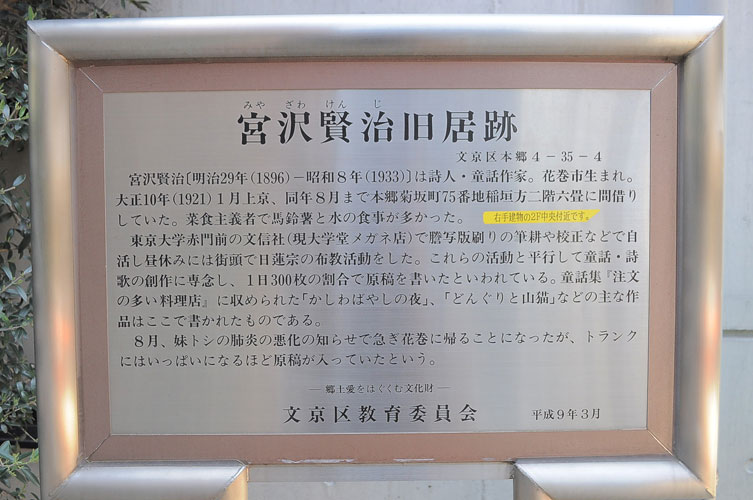 みや ざわ けん じ
宮沢賢治旧居跡
文京区本郷4-35-4
宮沢賢治〔明治29年(1896)-昭和8年(1933)〕は詩人・童話作家。花巻市生まれ。
大正10年(1921)1月上京、同年8月まで本郷菊坂町75番地稲垣方二階六畳に間借り
していた。菜食主義者で馬鈴薯と水の食事が多かった。 右手建物の2F中央付近です。
東京大学赤門前の文信社(現大学堂メガネ店)で謄写版刷りの筆耕や校正などで自
活し昼休みには街頭で日蓮宗の布教活動をした。これらの活動と平行して童話・詩
歌の創作に専念し、1日300枚の割合で原稿を書いたといわれている。童話集『注文
の多い料理店』に収められた「かしわばやしの夜」、「どんぐりと山猫」などの主な作
品はここで書かれたものである。
8月、妹トシの肺炎の悪化の知らせで急ぎ花巻に帰ることになったが、トランク
にはいっぱいになるほど原稿が入っていたという。
―郷土愛をはぐくむ文化財―
文京区教育委員会 平成9年3月